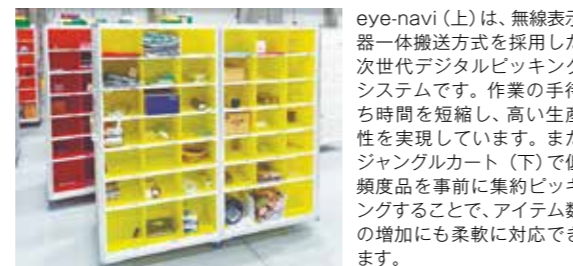 eye-navi（上）は、無線表示
器一体搬送方式を採用した
次世代デジタルピッキング
システムです。作業の手待
ち時間を短縮し、高い生産
性を実現しています。また
ジャングルカート（下）で低
頻度品を事前に集約ピッキ
ングすることで、アイテム数
の増加にも柔軟に対応でき
ます。